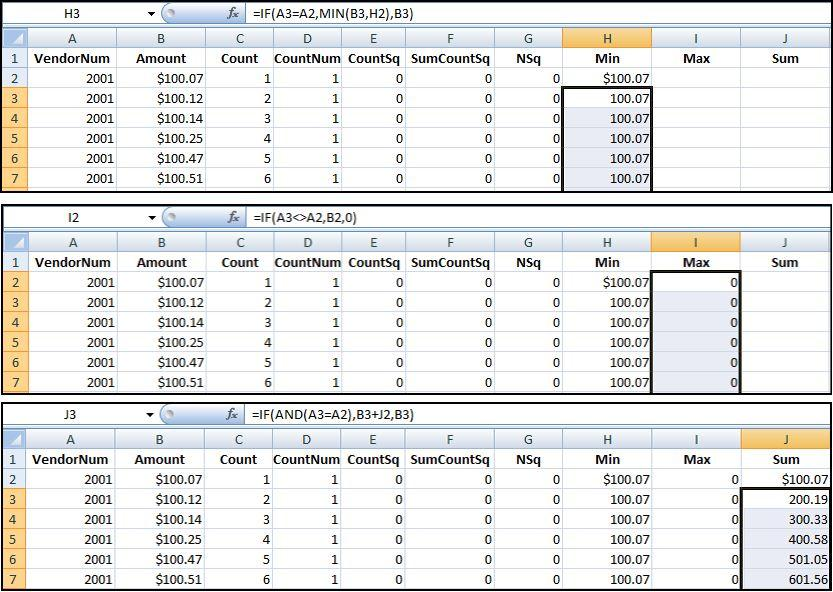 H3 fx =IF(A3=A2,MIN(B3,H2),B3)
A B C D E F G H I J
1 VendorNum Amount Count CountNum CountSq SumCountSq NSq Min Max Sum
2 2001 $100.07 1 1 0 0 0 $100.07
3 2001 $100.12 2 1 0 0 0 100.07
4 2001 $100.14 3 1 0 0 0 100.07
5 2001 $100.25 4 1 0 0 0 100.07
6 2001 $100.47 5 1 0 0 0 100.07
7 2001 $100.51 6 1 0 0 0 100.07
I2 fx =IF(A3<>A2,B2,0)
A B C D E F G H I J
1 VendorNum Amount Count CountNum CountSq SumCountSq NSq Min Max Sum
2 2001 $100.07 1 1 0 0 0 $100.07 0
3 2001 $100.12 2 1 0 0 0 100.07 0
4 2001 $100.14 3 1 0 0 0 100.07 0
5 2001 $100.25 4 1 0 0 0 100.07 0
6 2001 $100.47 5 1 0 0 0 100.07 0
7 2001 $100.51 6 1 0 0 0 100.07 0
J3 fx =IF(AND(A3=A2),B3+J2,B3)
A B C D E F G H I J
1 VendorNum Amount Count CountNum CountSq SumCountSq NSq Min Max Sum
2 2001 $100.07 1 1 0 0 0 $100.07 0 $100.07
3 2001 $100.12 2 1 0 0 0 100.07 0 200.19
4 2001 $100.14 3 1 0 0 0 100.07 0 300.33
5 2001 $100.25 4 1 0 0 0 100.07 0 400.58
6 2001 $100.47 5 1 0 0 0 100.07 0 501.05
7 2001 $100.51 6 1 0 0 0 100.07 0 601.56